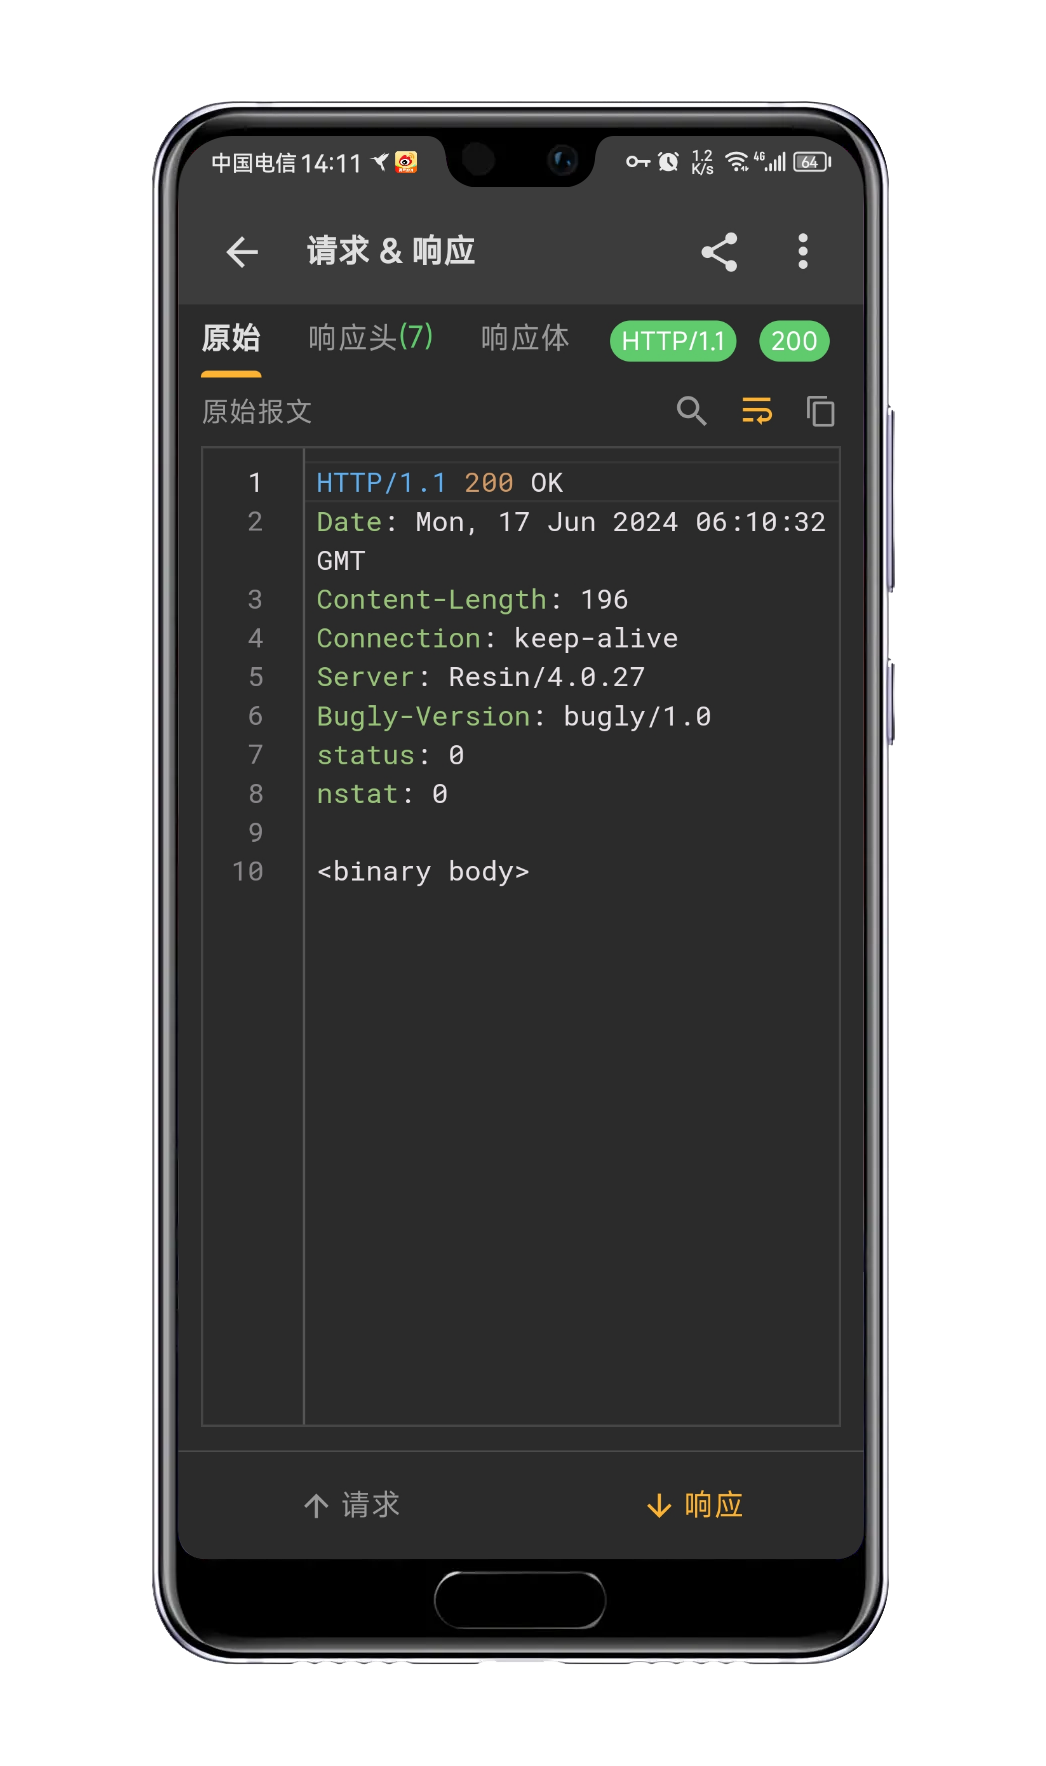 中国电信 14:11
1.2 K/s
4G
64
请求 & 响应
原始 响应头(7) 响应体 HTTP/1.1 200
原始报文
1 HTTP/1.1 200 OK
2 Date: Mon, 17 Jun 2024 06:10:32
GMT
3 Content-Length: 196
4 Connection: keep-alive
5 Server: Resin/4.0.27
6 Bugly-Version: bugly/1.0
7 status: 0
8 nstat: 0
9
10 <binary body>
请求 响应